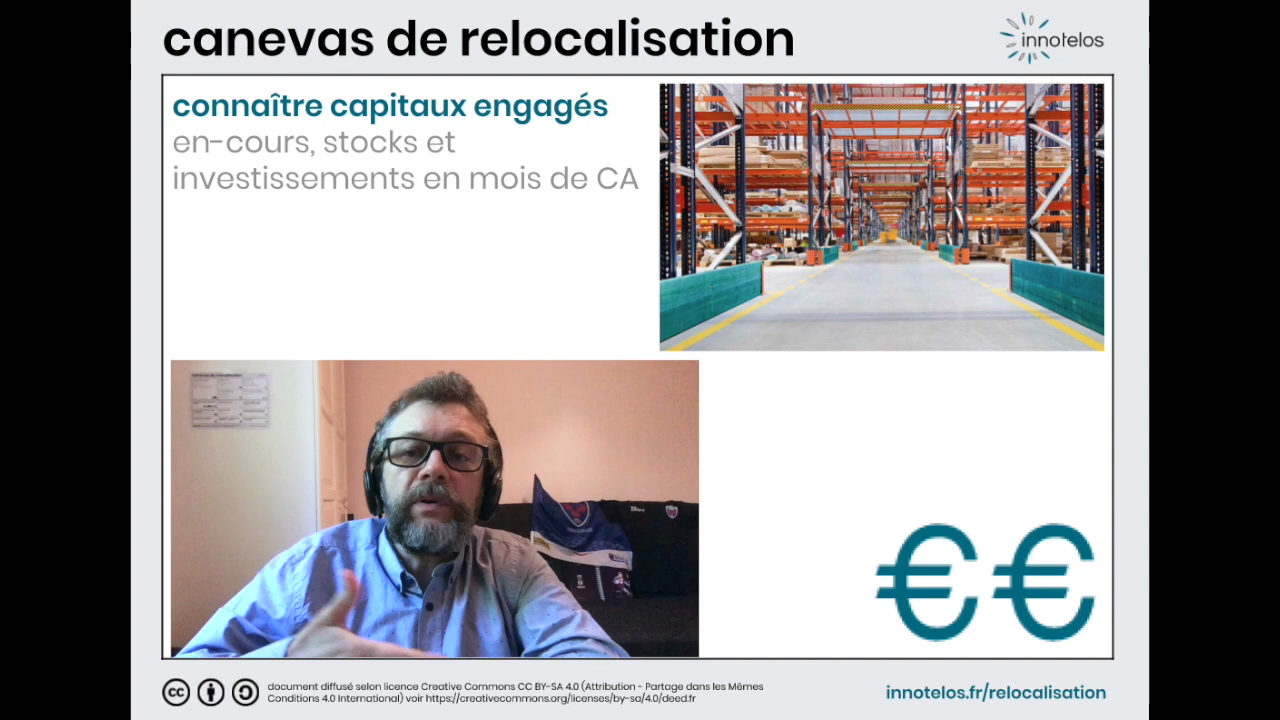 canevas de relocalisation
innotelos
connaître capitaux engagés
en-cours, stocks et
investissements en mois de CA
€€
cc
document diffusé selon licence Creative Commons CC BY-SA 4.0 (Attribution - Partage dans les Mêmes
Conditions 4.0 International) voir https://creativecommons.org/licenses/by-sa/4.0/deed.fr
innotelos.fr/relocalisation